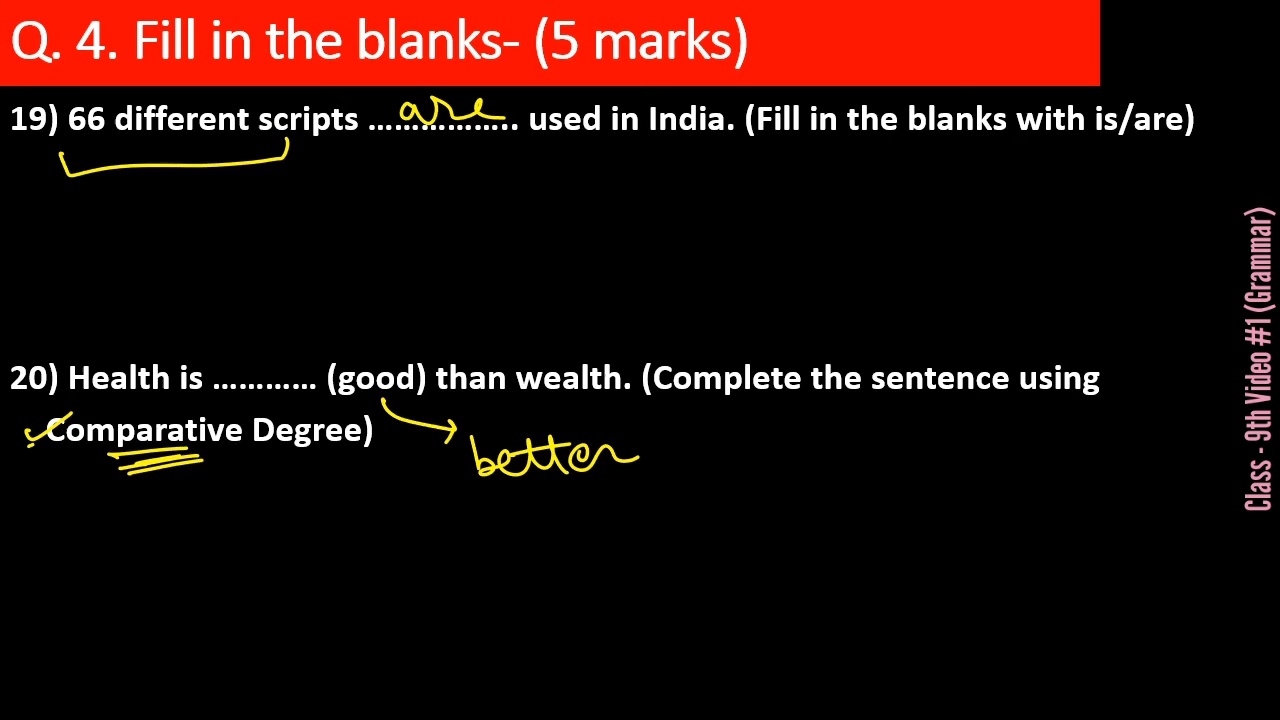 Q. 4. Fill in the blanks- (5 marks)
19) 66 different scripts ...are... used in India. (Fill in the blanks with is/are)
20) Health is ………… (good) than wealth. (Complete the sentence using
Comparative Degree)
better
Class - 9th Video #1 (Grammar)